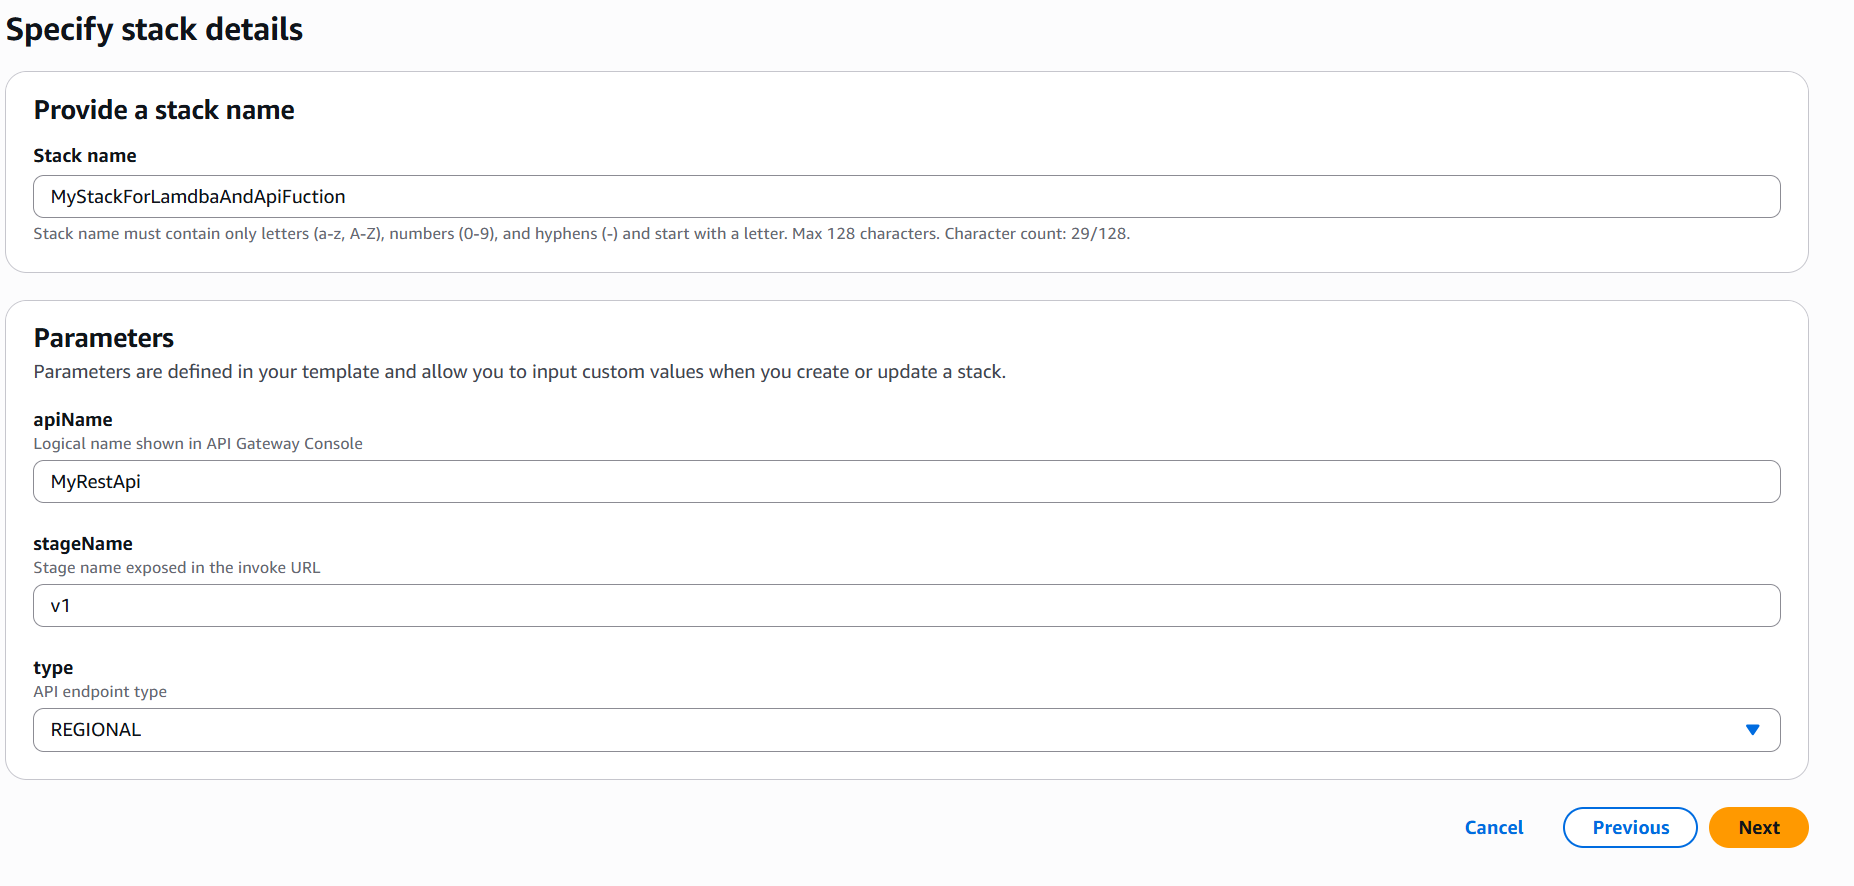 Specify stack details
Provide a stack name
Stack name
MyStackForLamdbaAndApiFuction
Stack name must contain only letters (a-z, A-Z), numbers (0-9), and hyphens (-) and start with a letter. Max 128 characters. Character count: 29/128.
Parameters
Parameters are defined in your template and allow you to input custom values when you create or update a stack.
apiName
Logical name shown in API Gateway Console
MyRestApi
stageName
Stage name exposed in the invoke URL
v1
type
API endpoint type
REGIONAL
Cancel Previous Next